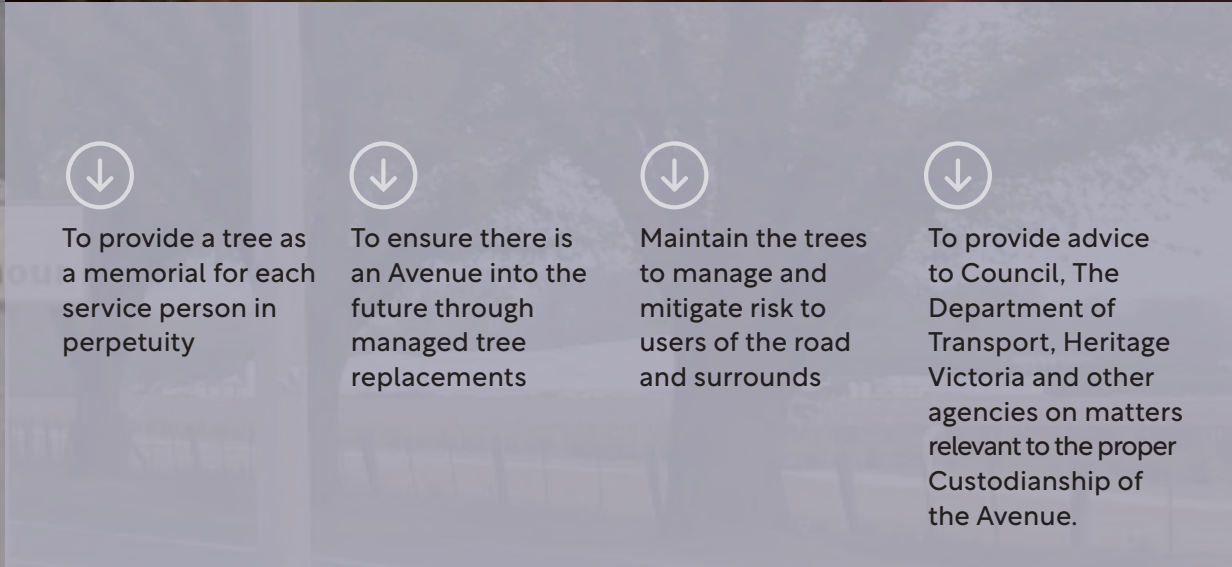 To provide a tree as
a memorial for each
service person in
perpetuity
To ensure there is
an Avenue into the
future through
managed tree
replacements
Maintain the trees
to manage and
mitigate risk to
users of the road
and surrounds
To provide advice
to Council, The
Department of
Transport, Heritage
Victoria and other
agencies on matters
relevant to the proper
Custodianship of
the Avenue.